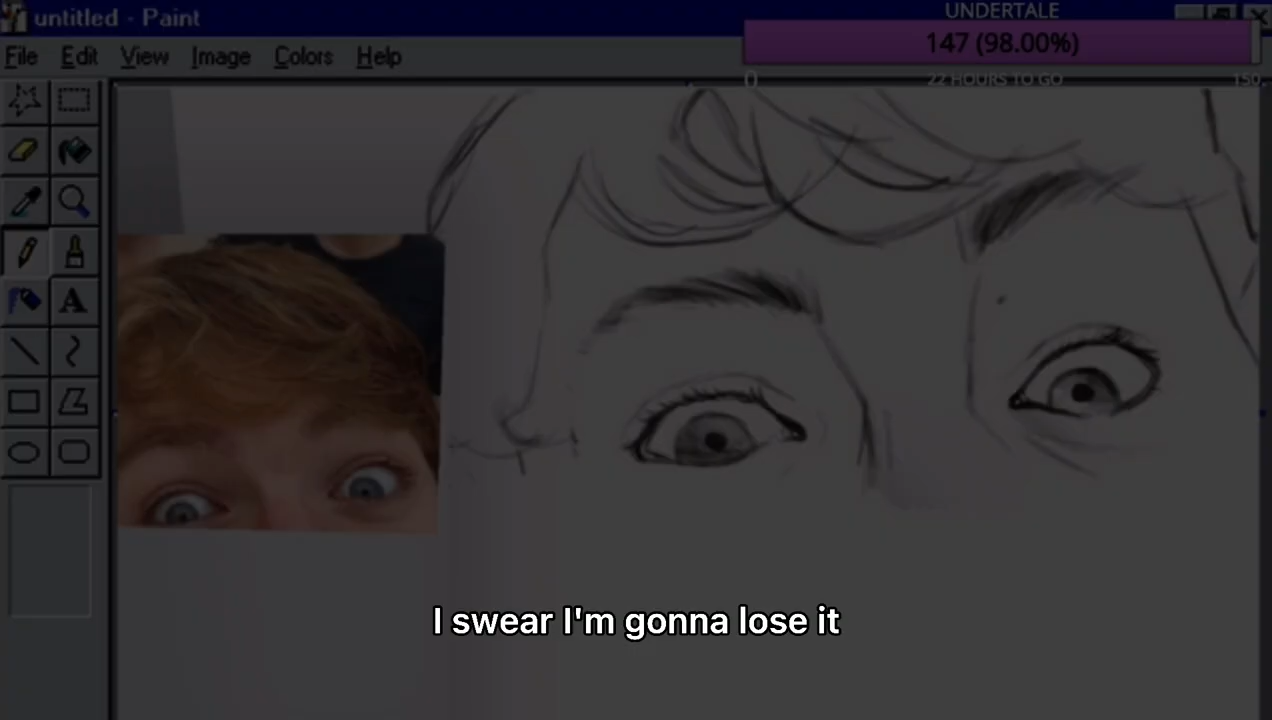 untitled - Paint
UNDERTALE
147 (98.00%)
0 22 HOURS TO GO 150
File Edit View Image Colors Help
A
I swear I'm gonna lose it